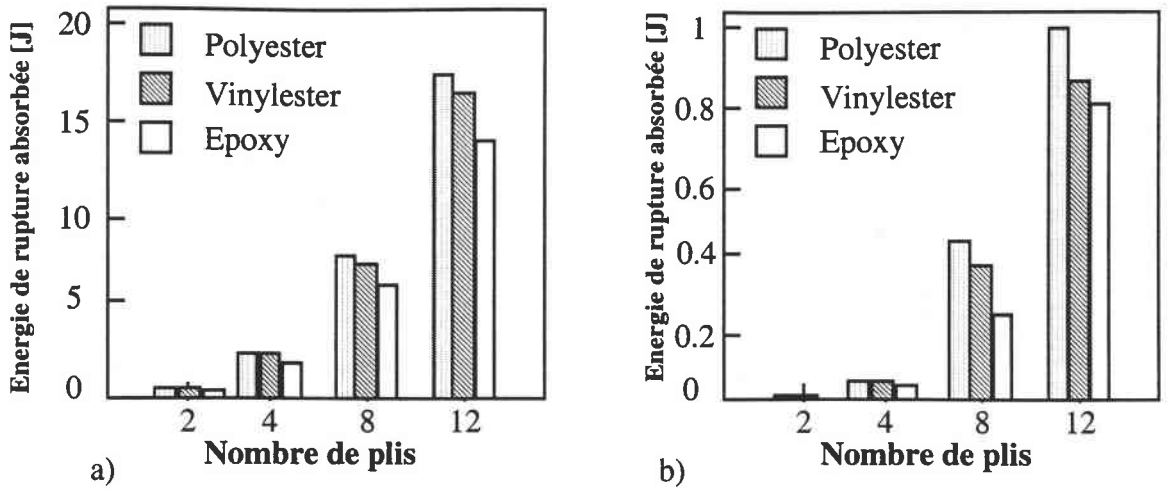 Energie de rupture absorbée [J]
20
15
10
5
0
Polyester
Vinylester
Epoxy
2 4 8 12
Nombre de plis
a)
Energie de rupture absorbée [J]
1
0.8
0.6
0.4
0.2
0
Polyester
Vinylester
Epoxy
2 4 8 12
Nombre de plis
b)